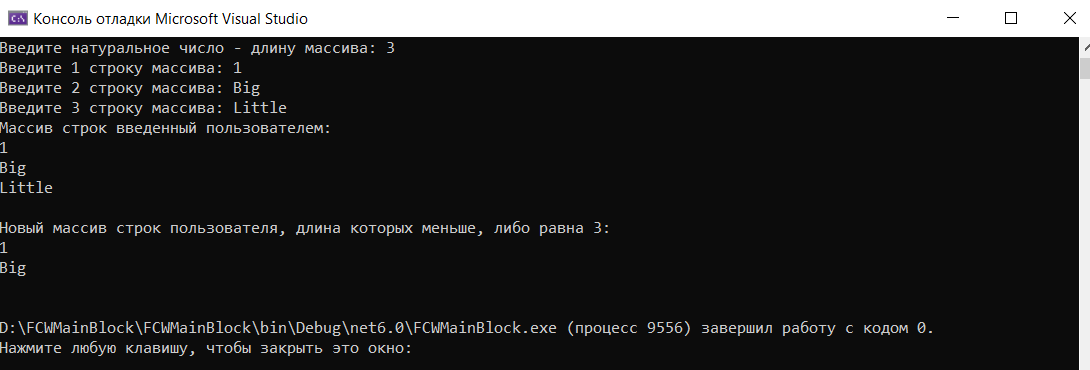 Консоль отладки Microsoft Visual Studio
Введите натуральное число - длину массива: 3
Введите 1 строку массива: 1
Введите 2 строку массива: Big
Введите 3 строку массива: Little
Массив строк введенный пользователем:
1
Big
Little
Новый массив строк пользователя, длина которых меньше, либо равна 3:
1
Big
D:\FCWMainBlock\FCWMainBlock\bin\Debug\net6.0\FCWMainBlock.exe (процесс 9556) завершил работу с кодом 0.
Нажмите любую клавишу, чтобы закрыть это окно: